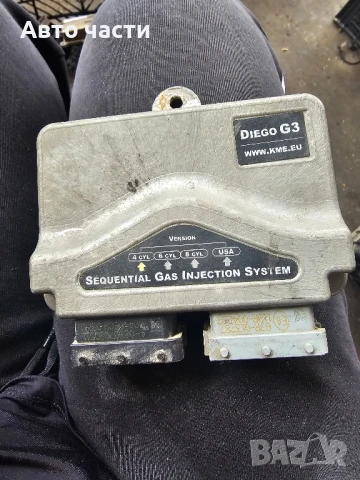 Авто части
DIEGO G3
WWW.KME.EU
VERSION
4 CYL 6 CYL 8 CYL USA
SEQUENTIAL GAS INJECTION SYSTEM
BAZAR